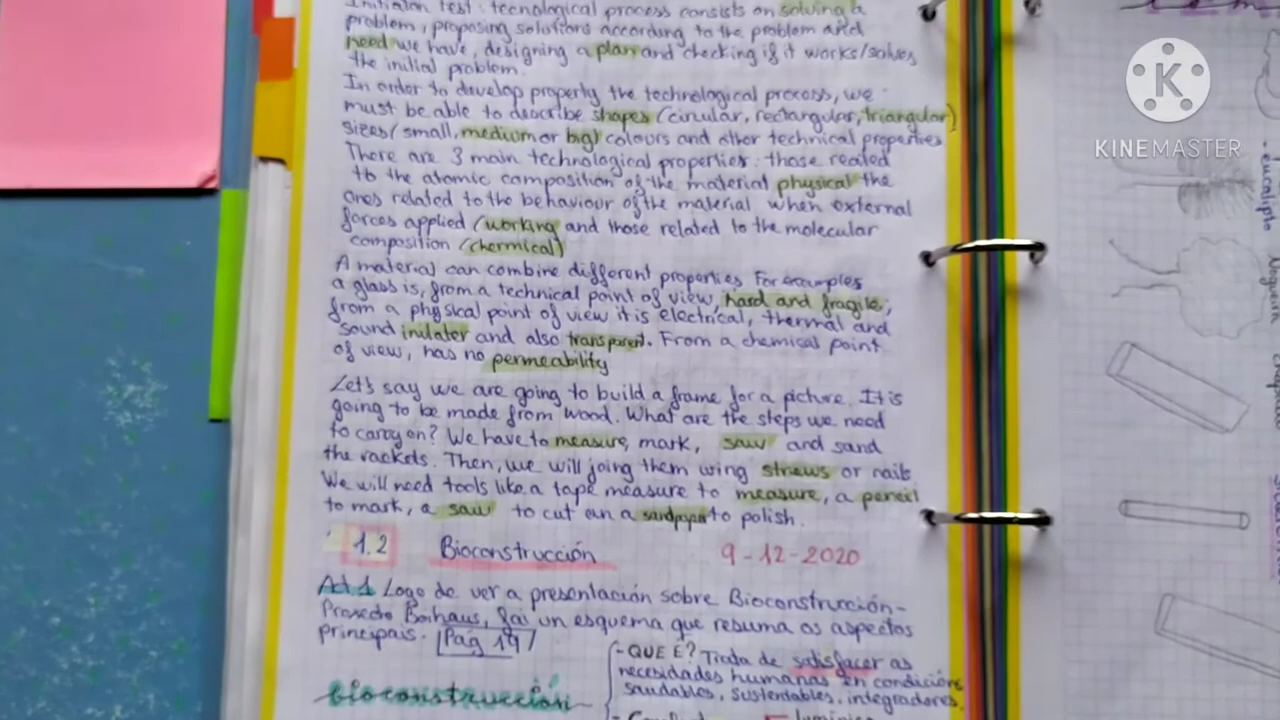 Initiation test: tecnological process consists on solving a
problem, proposing solutions according to the problem and
need we have, designing a plan and checking if it works/solves
the initial problem.
In order to develop property the technological process, we
must be able to describe shapes (circular, rectangular, triangular)
sizes (small, medium or big) colours and other technical properties
There are 3 main technological properties: those realted
to the atomic composition of the material physical the
ones related to the behaviour of the material when external
forces applied (working and those related to the molecular
composition (chermical)
A material can combine different properties. For examples
a glass is, from a technical point of view, hard and fragile;
from a physical point of view it is electrical, thermal and
sound inilater and also transparent. From a chemical point
of view, has no permeability
Let's say we are going to build a frame for a picture. It is
going to be made from wood. What are the steps we need
to carry on? We have to measure, mark, saw and sand
the rackets. Then, we will joing them wing strews or nails
We will need tools like a tape measure to measure, a pencil
to mark, a saw to cut an a sandpaper to polish.
1.2 Bioconstrucción 9-12-2020
Act 1 Logo de ver a presentación sobre Bioconstrucción-
Proxecto Bauhaus, fai un esquema que resuma os aspectos
principais. Pág 19
-QUE É? Trata de satisfacer as
necesidades humanas en condicións
saudables, sustentables, integradores.
bioconstrucción
eucalipto
KINEMASTER
K